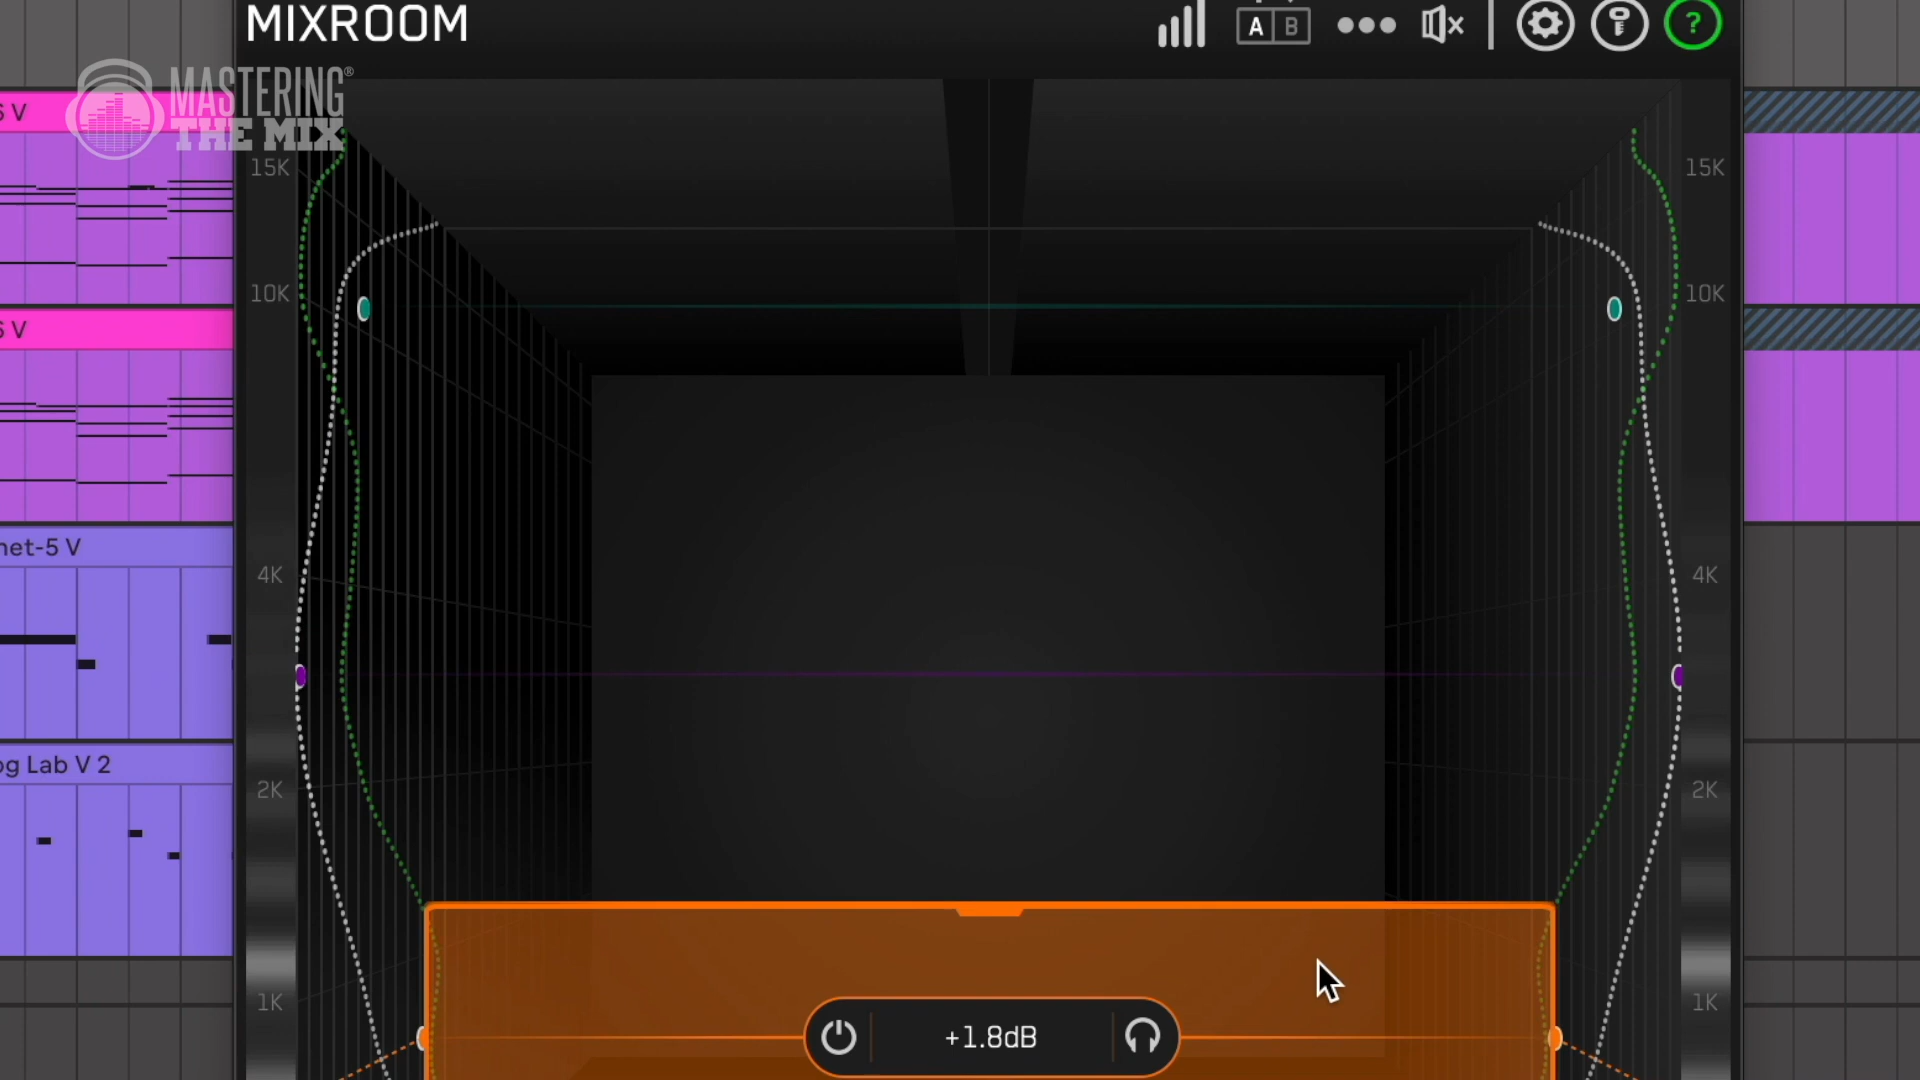 MIXROOM
A B
?
MASTERING®
THE MIX
V
15K
15K
10K
10K
V
net-5 V
4K
4K
og Lab V 2
2K
2K
1K
1K
+1.8dB